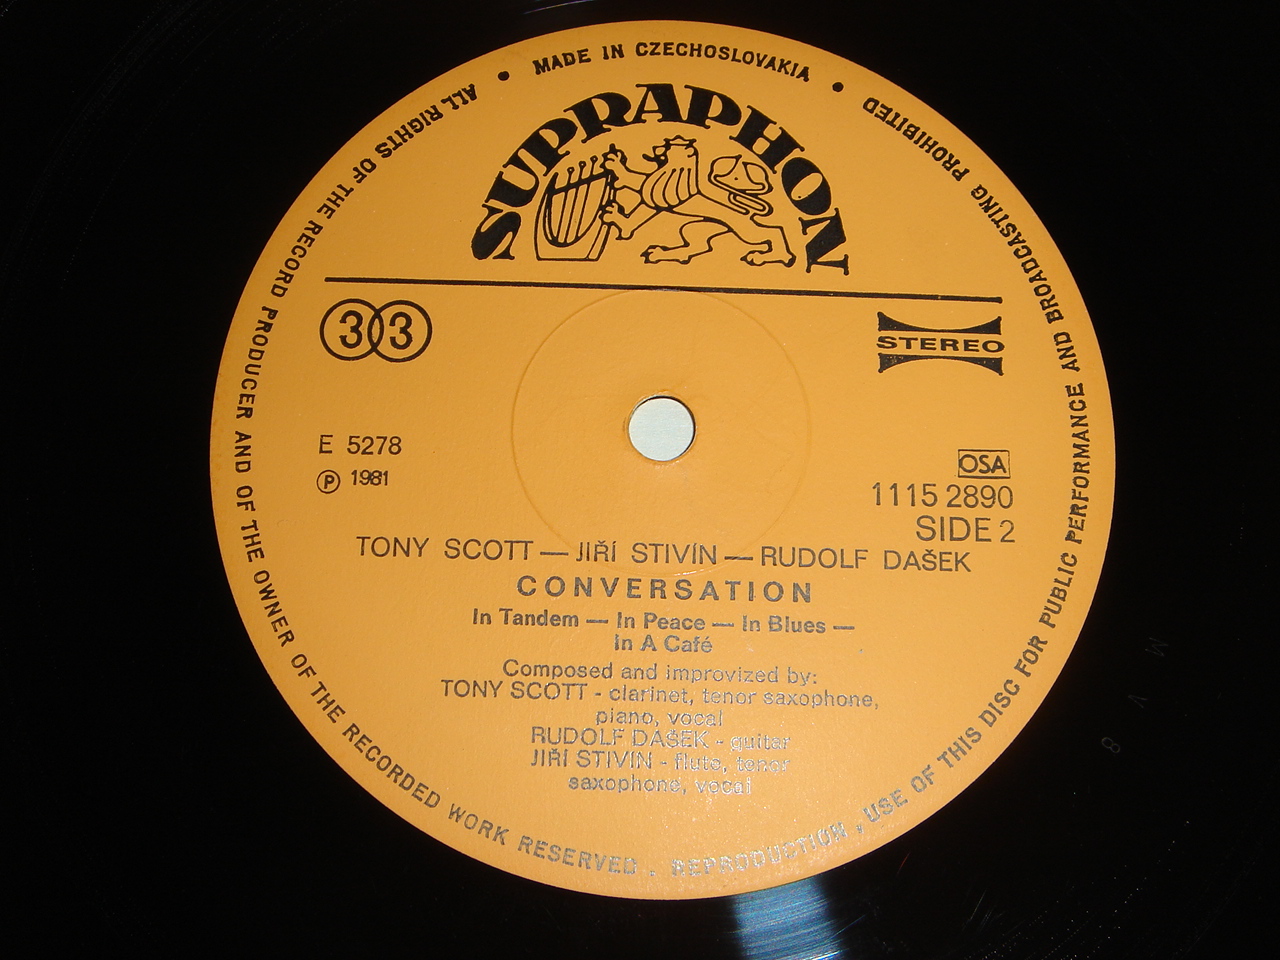 MADE IN CZECHOSLOVAKIA
ALL RIGHTS OF THE RECORD PRODUCER AND OF THE OWNER OF THE RECORDED WORK RESERVED . REPRODUCTION , USE OF THIS DISC FOR PUBLIC PERFORMANCE AND BROADCASTING PROHIBITED
SUPRAPHON
33
STEREO
E 5278
Ⓟ 1981
OSA
1115 2890
SIDE 2
TONY SCOTT — JIŘÍ STIVÍN — RUDOLF DAŠEK
CONVERSATION
In Tandem — In Peace — In Blues —
In A Café
Composed and improvized by:
TONY SCOTT - clarinet, tenor saxophone,
piano, vocal
RUDOLF DAŠEK - guitar
JIŘÍ STIVÍN - flute, tenor
saxophone, vocal
M
V
8